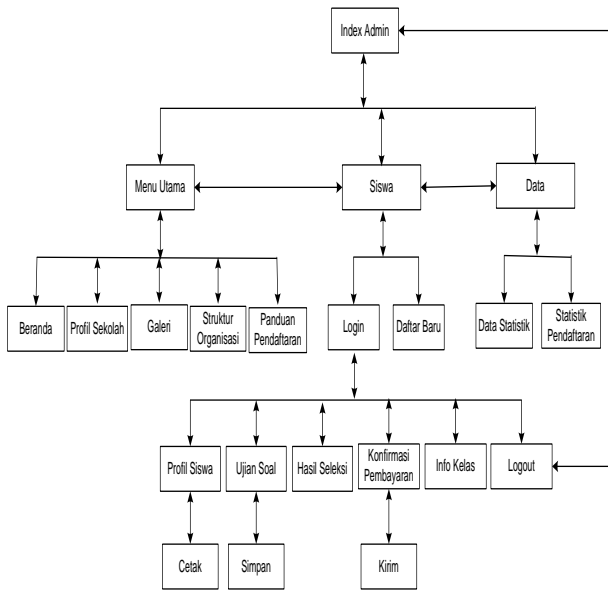 Index Admin
Menu Utama
Siswa
Data
Beranda
Profil Sekolah
Galeri
Struktur
Organisasi
Panduan
Pendaftaran
Login
Daftar Baru
Data Statistik
Statistik
Pendaftaran
Profil Siswa
Ujian Soal
Hasil Seleksi
Konfirmasi
Pembayaran
Info Kelas
Logout
Cetak
Simpan
Kirim